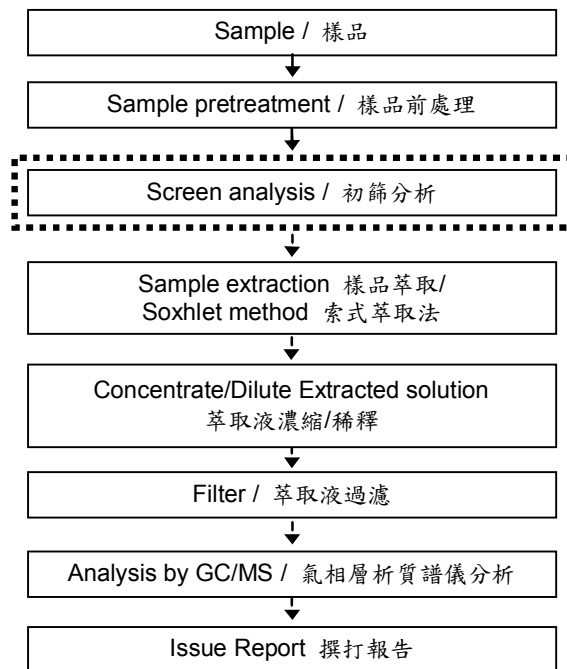 Sample / 樣品
Sample pretreatment / 樣品前處理
Screen analysis / 初篩分析
Sample extraction 樣品萃取/
Soxhlet method 索式萃取法
Concentrate/Dilute Extracted solution
萃取液濃縮/稀釋
Filter / 萃取液過濾
Analysis by GC/MS / 氣相層析質譜儀分析
Issue Report 撰打報告